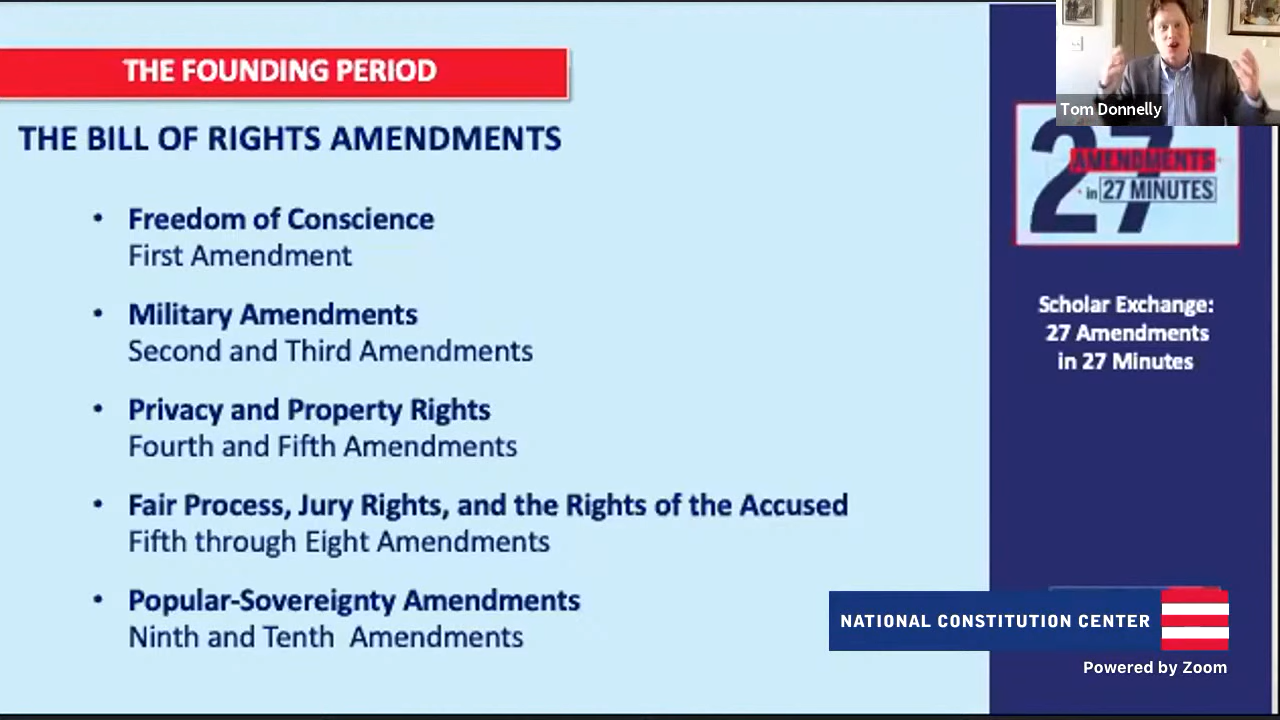 THE FOUNDING PERIOD
THE BILL OF RIGHTS AMENDMENTS
• Freedom of Conscience
First Amendment
• Military Amendments
Second and Third Amendments
• Privacy and Property Rights
Fourth and Fifth Amendments
• Fair Process, Jury Rights, and the Rights of the Accused
Fifth through Eight Amendments
• Popular-Sovereignty Amendments
Ninth and Tenth Amendments
Tom Donnelly
27
AMENDMENTS
in 27 MINUTES
Scholar Exchange:
27 Amendments
in 27 Minutes
NATIONAL CONSTITUTION CENTER
Powered by Zoom